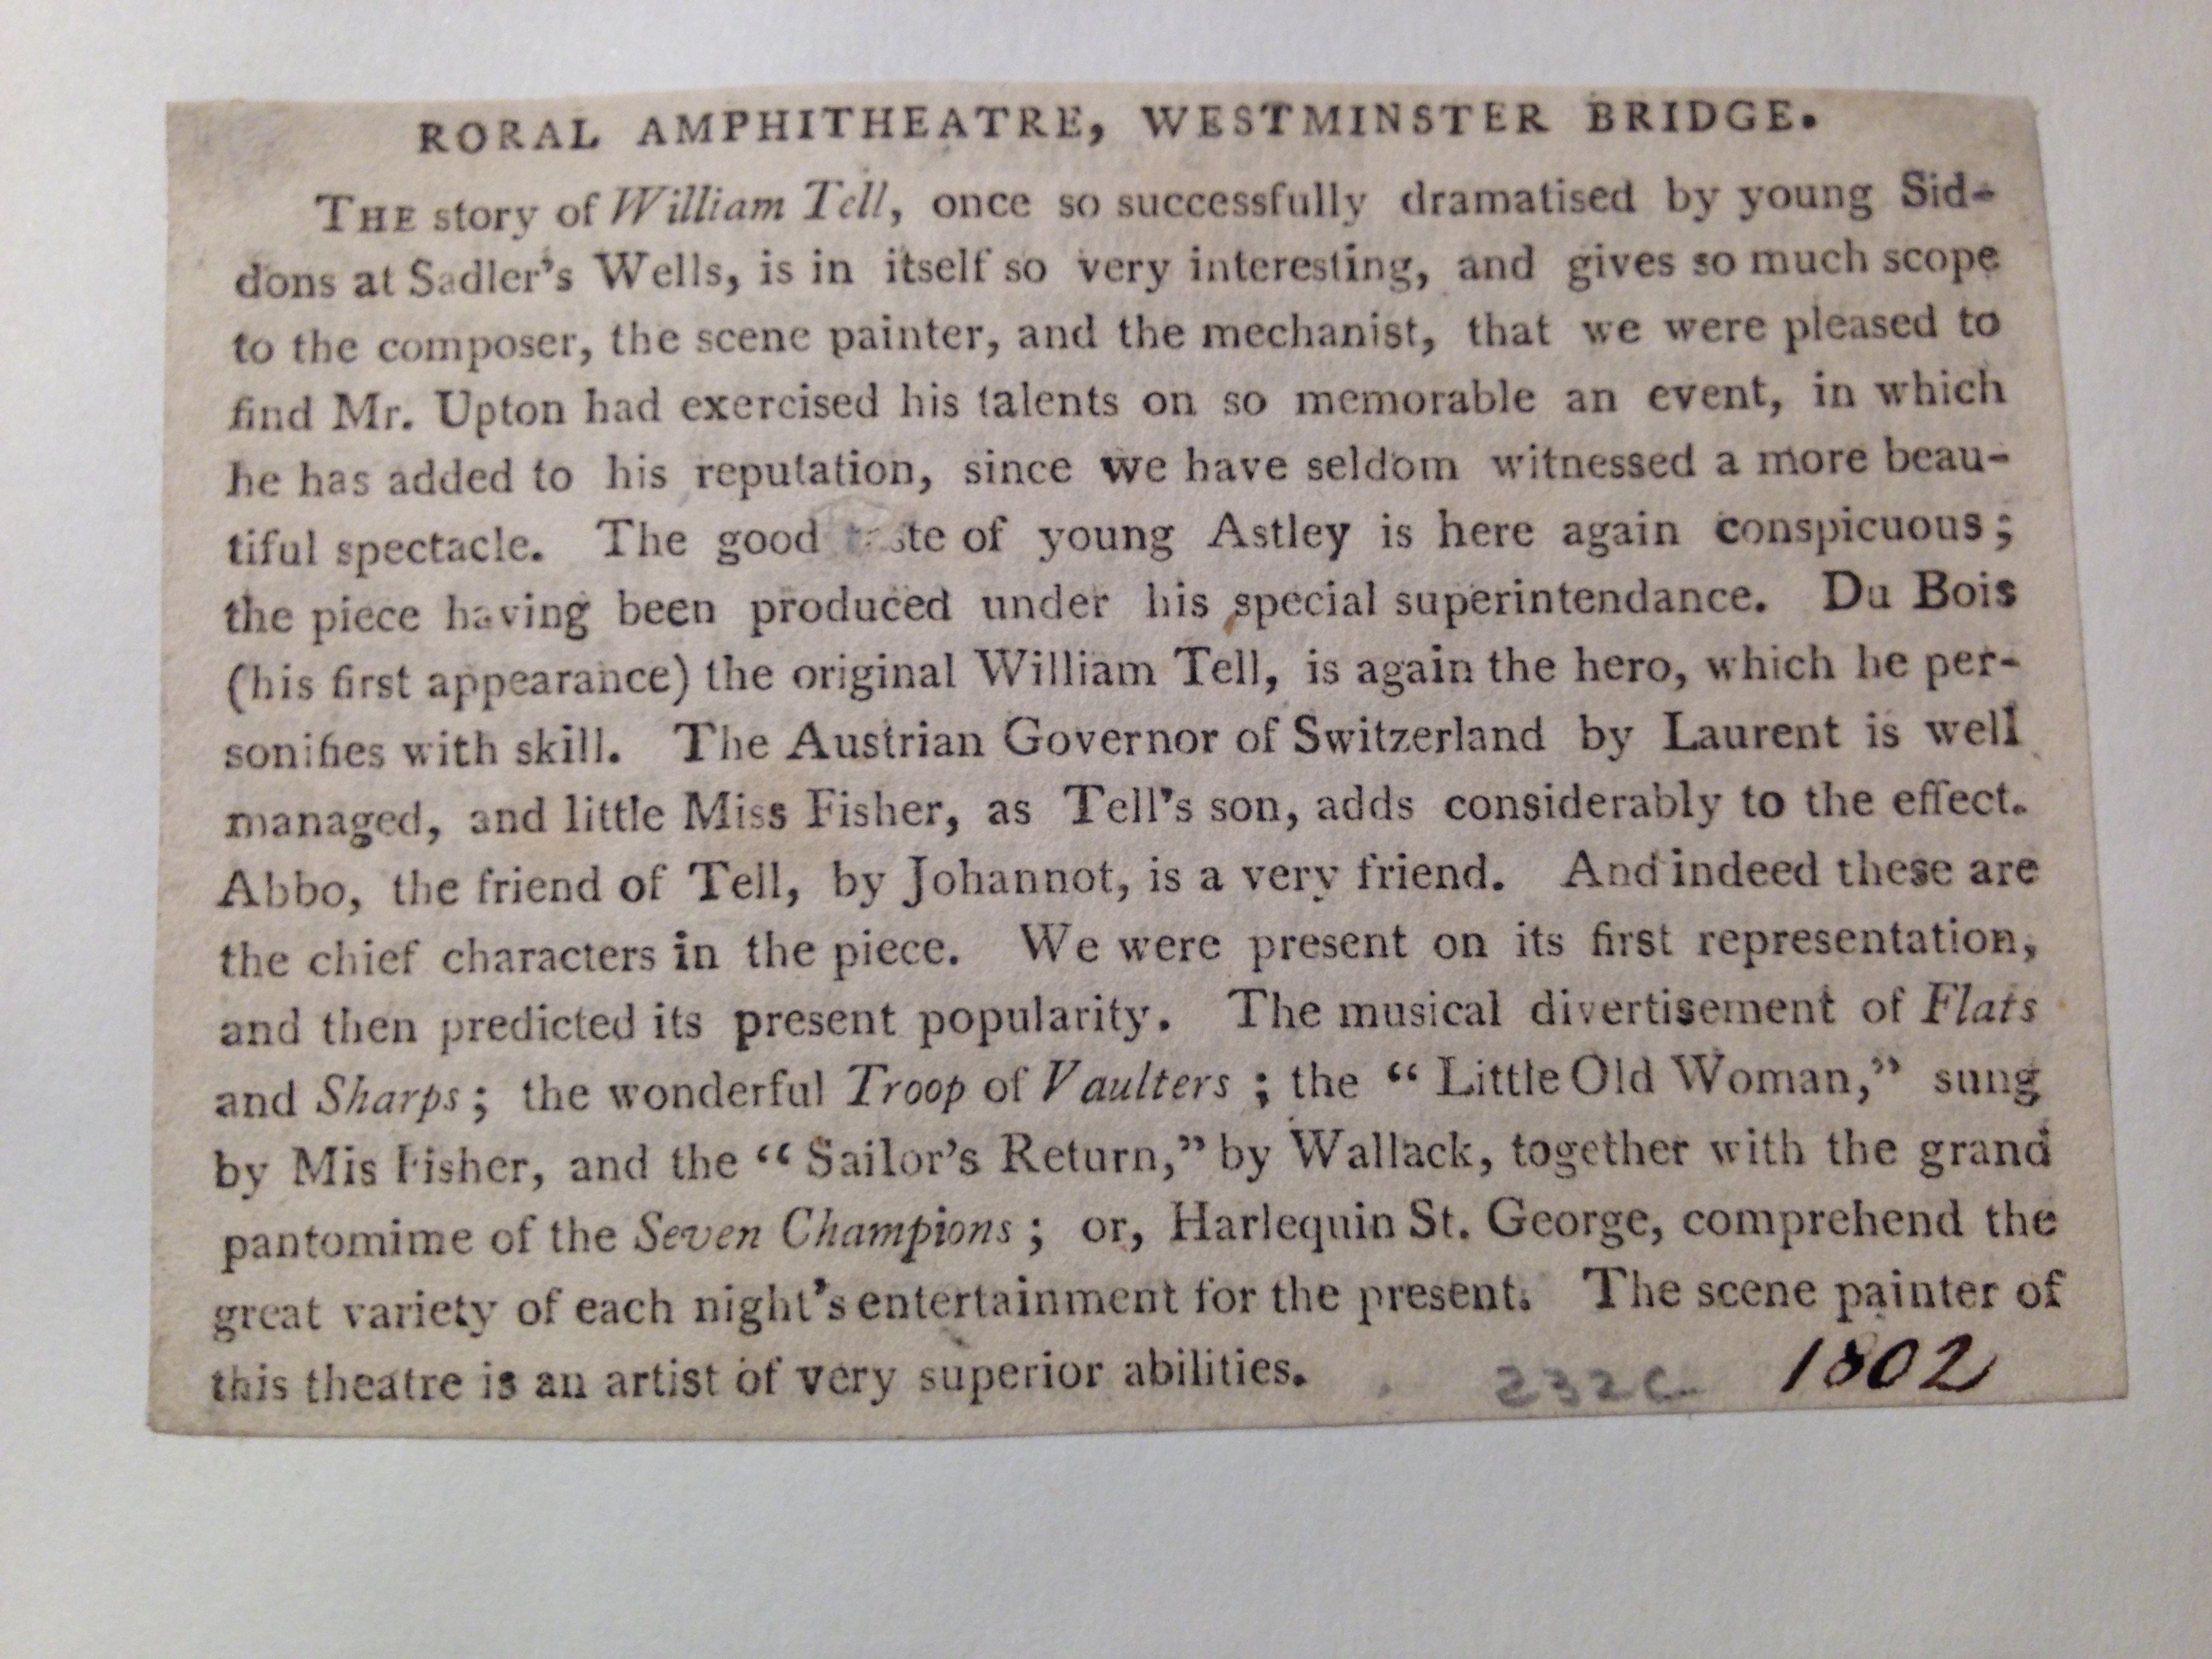 RORAL AMPHITHEATRE, WESTMINSTER BRIDGE.
THE story of William Tell, once so successfully dramatised by young Sid-
dons at Sadler's Wells, is in itself so very interesting, and gives so much scope
to the composer, the scene painter, and the mechanist, that we were pleased to
find Mr. Upton had exercised his talents on so memorable an event, in which
he has added to his reputation, since we have seldom witnessed a more beau-
tiful spectacle. The good taste of young Astley is here again conspicuous;
the piece having been produced under his special superintendance. Du Bois
(his first appearance) the original William Tell, is again the hero, which he per-
sonifies with skill. The Austrian Governor of Switzerland by Laurent is well
managed, and little Miss Fisher, as Tell's son, adds considerably to the effect.
Abbo, the friend of Tell, by Johannot, is a very friend. And indeed these are
the chief characters in the piece. We were present on its first representation,
and then predicted its present popularity. The musical divertisement of Flats
and Sharps; the wonderful Troop of Vaulters; the “Little Old Woman,” sung
by Mis Fisher, and the “Sailor's Return,” by Wallack, together with the grand
pantomime of the Seven Champions; or, Harlequin St. George, comprehend the
great variety of each night's entertainment for the present. The scene painter of
this theatre is an artist of very superior abilities.
232C 1802